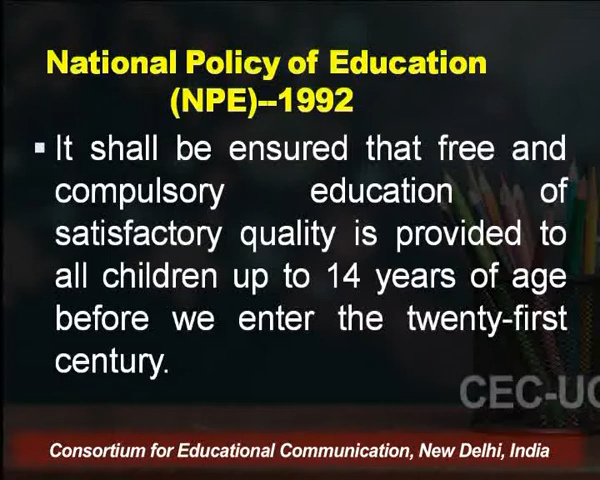 National Policy of Education
(NPE)--1992
▪ It shall be ensured that free and
compulsory education of
satisfactory quality is provided to
all children up to 14 years of age
before we enter the twenty-first
century.
CEC-UG
Consortium for Educational Communication, New Delhi, India